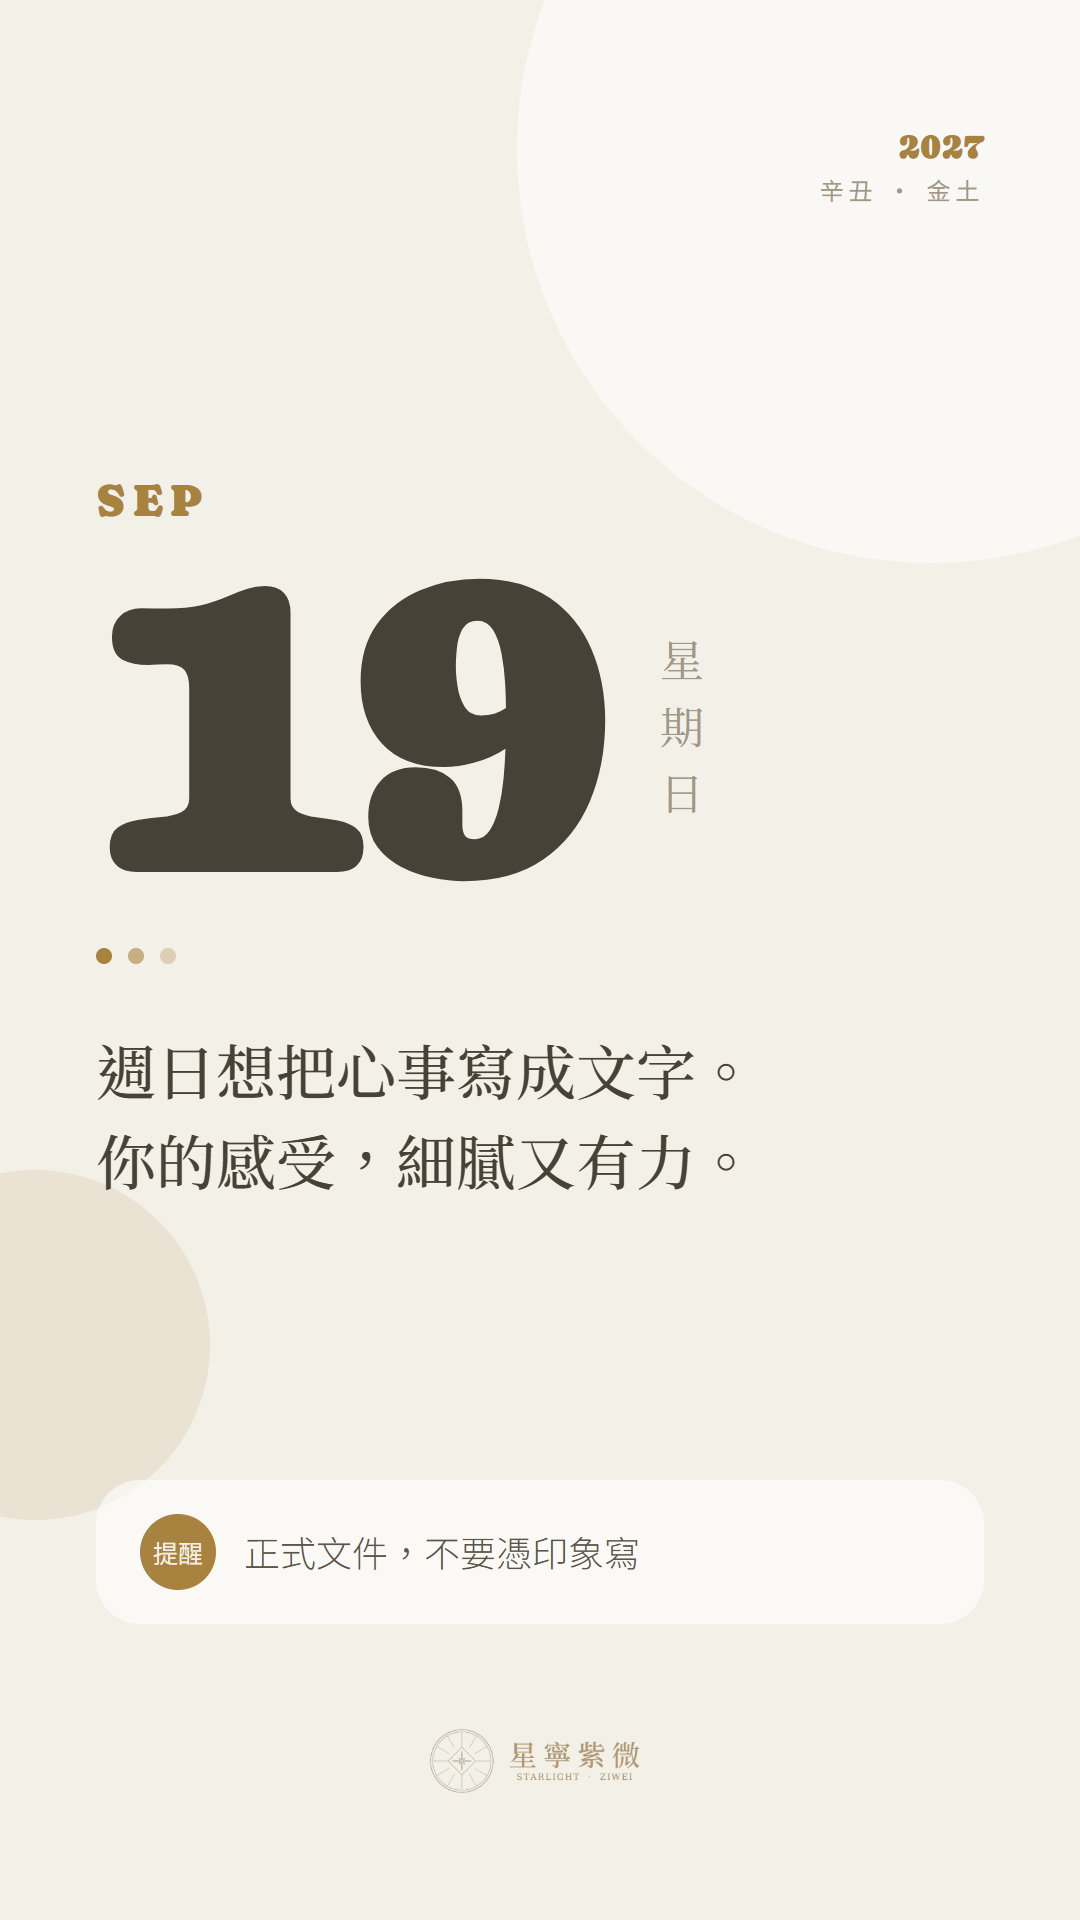 2027
辛丑 · 金土
SEP
19
星期日
週日想把心事寫成文字。
你的感受，細膩又有力。
提醒
正式文件，不要憑印象寫
星寧紫微
STARLIGHT · ZIWEI